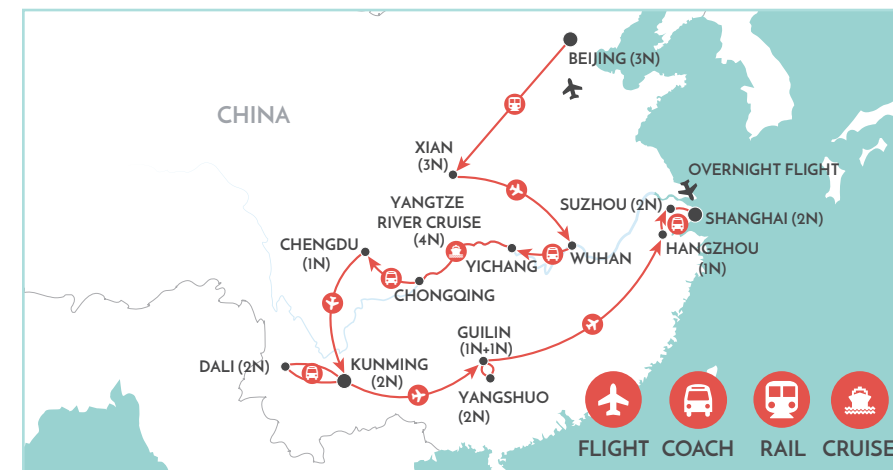 BEIJING (3N)
CHINA
XIAN
(3N)
OVERNIGHT FLIGHT
YANGTZE
RIVER CRUISE
(4N)
SUZHOU (2N)
SHANGHAI (2N)
CHENGDU
(1N)
YICHANG
WUHAN
HANGZHOU
(1N)
CHONGQING
GUILIN
(1N+1N)
DALI (2N)
KUNMING
(2N)
YANGSHUO
(2N)
FLIGHT
COACH
RAIL
CRUISE